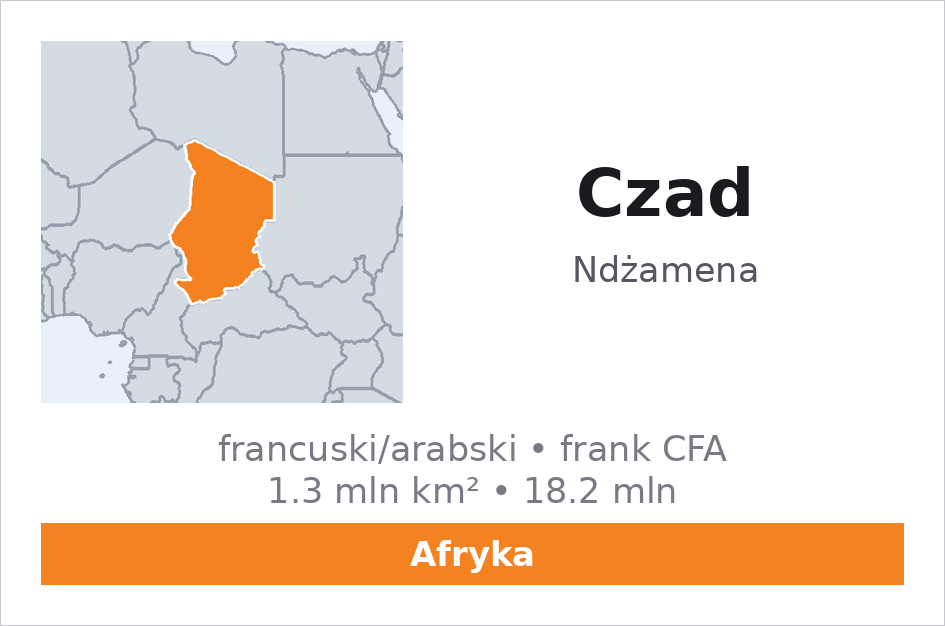 Czad
Ndżamena
francuski/arabski • frank CFA
1.3 mln km² • 18.2 mln
Afryka